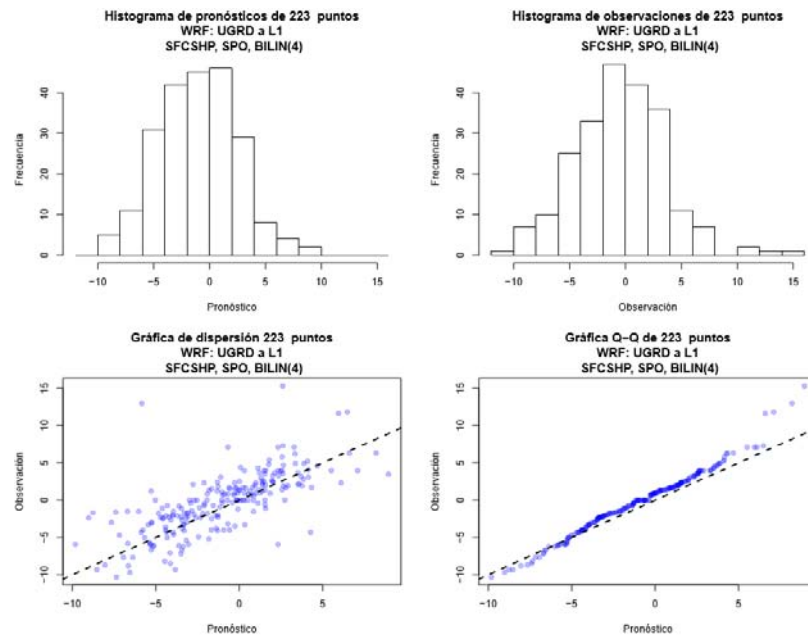 Histograma de pronósticos de 223 puntos
WRF: UGRD a L1
SFCSHP, SPO, BILIN(4)
Frecuencia
40
30
20
10
0
−10 −5 0 5 10 15
Pronóstico
Histograma de observaciones de 223 puntos
WRF: UGRD a L1
SFCSHP, SPO, BILIN(4)
Frecuencia
40
30
20
10
0
−10 −5 0 5 10 15
Observación
Gráfica de dispersión 223 puntos
WRF: UGRD a L1
SFCSHP, SPO, BILIN(4)
Observación
15
10
5
0
−5
−10
−10 −5 0 5
Pronóstico
Gráfica Q−Q de 223 puntos
WRF: UGRD a L1
SFCSHP, SPO, BILIN(4)
Observación
15
10
5
0
−5
−10
−10 −5 0 5
Pronóstico